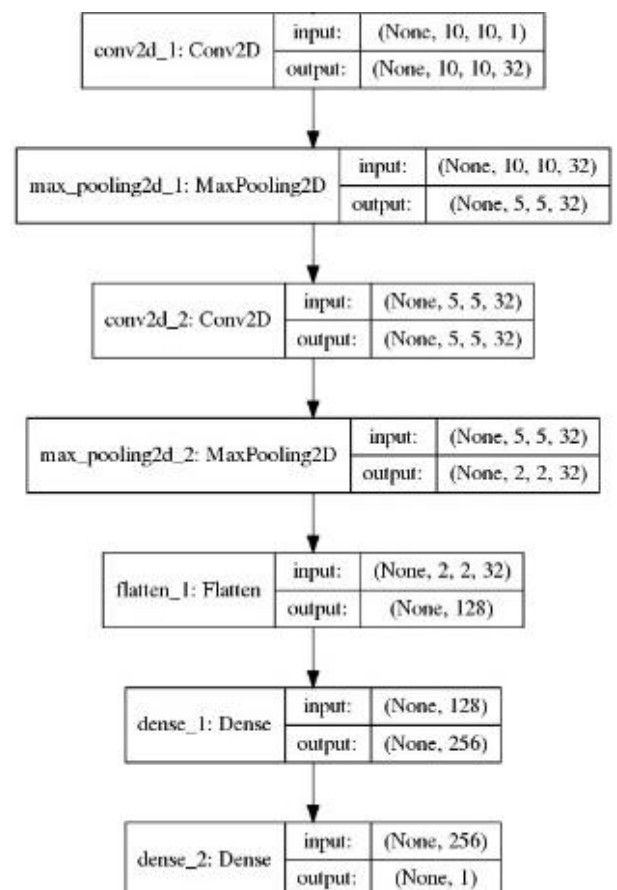 conv2d_1: Conv2D
input: (None, 10, 10, 1)
output: (None, 10, 10, 32)
max_pooling2d_1: MaxPooling2D
input: (None, 10, 10, 32)
output: (None, 5, 5, 32)
conv2d_2: Conv2D
input: (None, 5, 5, 32)
output: (None, 5, 5, 32)
max_pooling2d_2: MaxPooling2D
input: (None, 5, 5, 32)
output: (None, 2, 2, 32)
flatten_1: Flatten
input: (None, 2, 2, 32)
output: (None, 128)
dense_1: Dense
input: (None, 128)
output: (None, 256)
dense_2: Dense
input: (None, 256)
output: (None, 1)